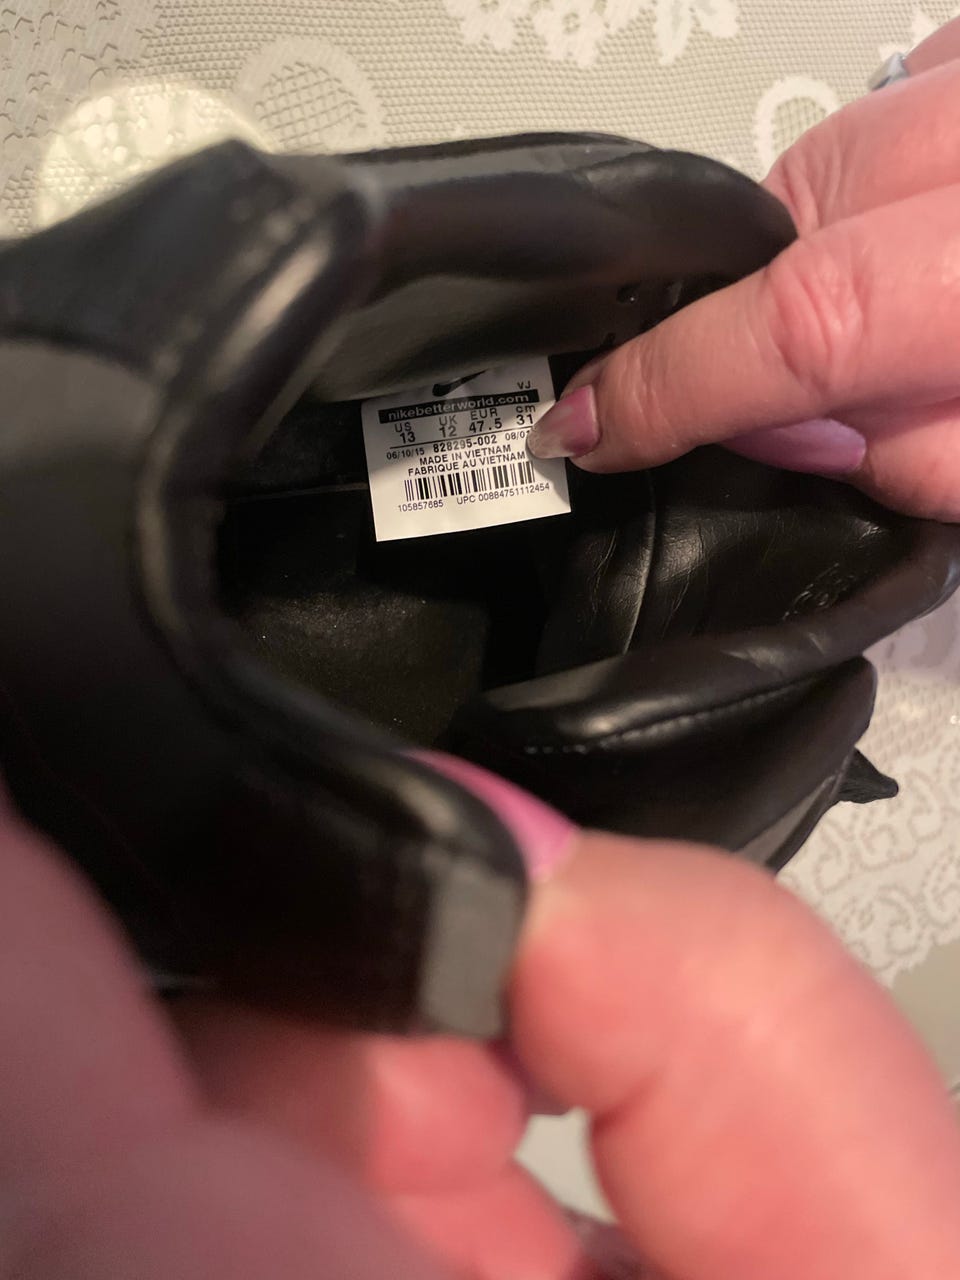 VJ
nikebetterworld.com
US UK EUR cm
13 12 47.5 31
06/10/15 828295-002
MADE IN VIETNAM
FABRIQUE AU VIETNAM
105857685 UPC 00884751112454